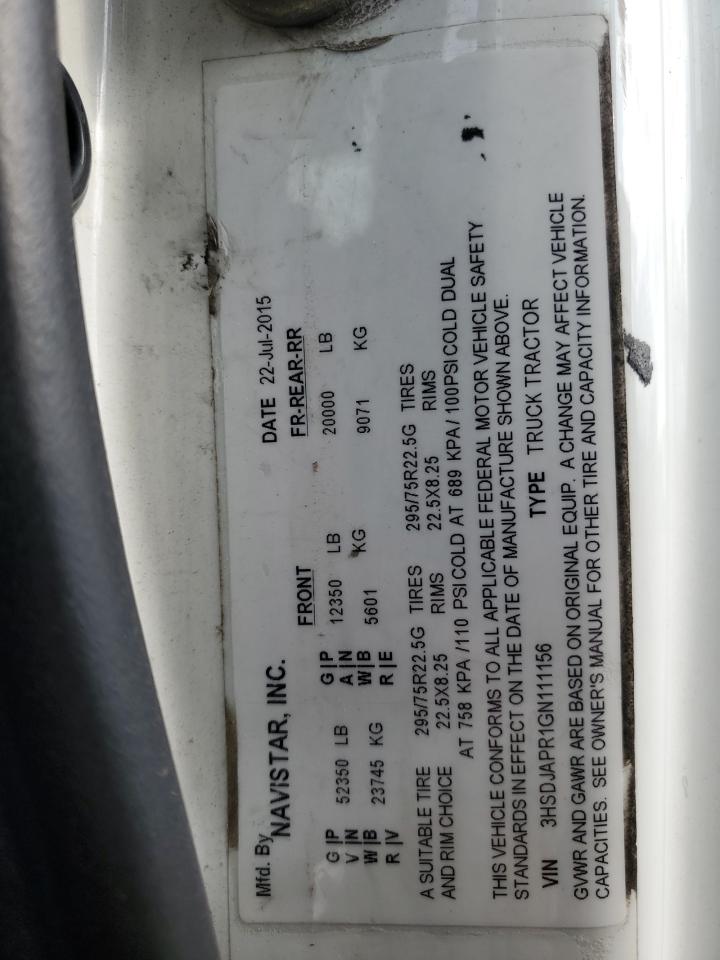 Mfd. By
NAVISTAR, INC.
DATE 22-Jul-2015
FRONT
FR-REAR-RR
G|P 52350 LB
V|N
W|B 23745 KG
R|V
G|P 12350 LB 20000 LB
A|N
W|B 5601 KG 9071 KG
R|E
A SUITABLE TIRE 295/75R22.5G TIRES 295/75R22.5G TIRES
AND RIM CHOICE 22.5X8.25 RIMS 22.5X8.25 RIMS
AT 758 KPA /110 PSI COLD AT 689 KPA/ 100PSI COLD DUAL
THIS VEHICLE CONFORMS TO ALL APPLICABLE FEDERAL MOTOR VEHICLE SAFETY
STANDARDS IN EFFECT ON THE DATE OF MANUFACTURE SHOWN ABOVE.
VIN 3HSDJAPR1GN111156 TYPE TRUCK TRACTOR
GVWR AND GAWR ARE BASED ON ORIGINAL EQUIP. A CHANGE MAY AFFECT VEHICLE
CAPACITIES. SEE OWNER'S MANUAL FOR OTHER TIRE AND CAPACITY INFORMATION.